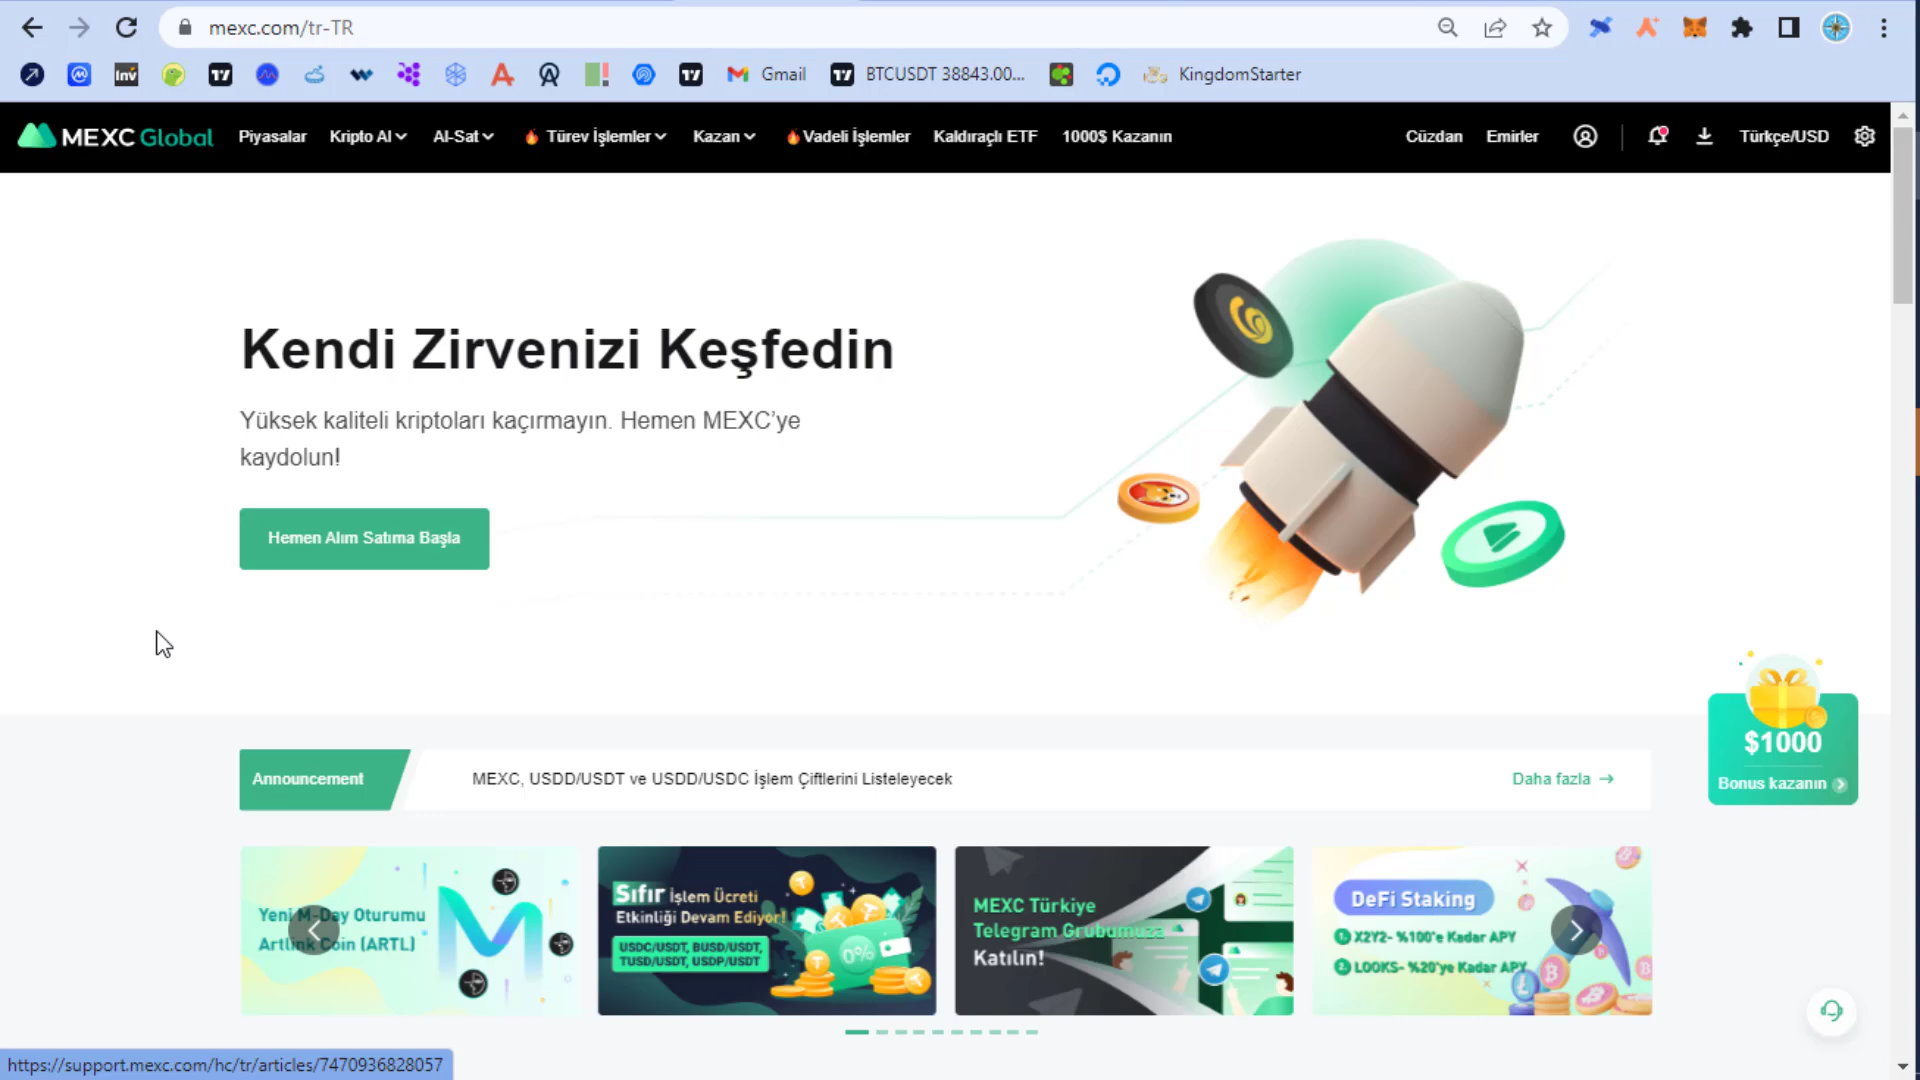 mexc.com/tr-TR
Inv
Gmail
BTCUSDT 38843.00...
KingdomStarter
MEXC Global
Piyasalar
Kripto Al
Al-Sat
Türev İşlemler
Kazan
Vadeli İşlemler
Kaldıraçlı ETF
1000$ Kazanın
Cüzdan
Emirler
Türkçe/USD
Kendi Zirvenizi Keşfedin
Yüksek kaliteli kriptoları kaçırmayın. Hemen MEXC'ye
kaydolun!
Hemen Alım Satıma Başla
$1000
Bonus kazanın
Announcement
MEXC, USDD/USDT ve USDD/USDC İşlem Çiftlerini Listeleyecek
Daha fazla →
Yeni M-Day Oturumu
Artlink Coin (ARTL)
Sıfır İşlem Ücreti
Etkinliği Devam Ediyor!
USDC/USDT, BUSD/USDT,
TUSD/USDT, USDP/USDT
0%
MEXC Türkiye
Telegram Grubumuza
Katılın!
DeFi Staking
1 X2Y2- %100'e Kadar APY
2 LOOKS- %20'ye Kadar APY
https://support.mexc.com/hc/tr/articles/7470936828057